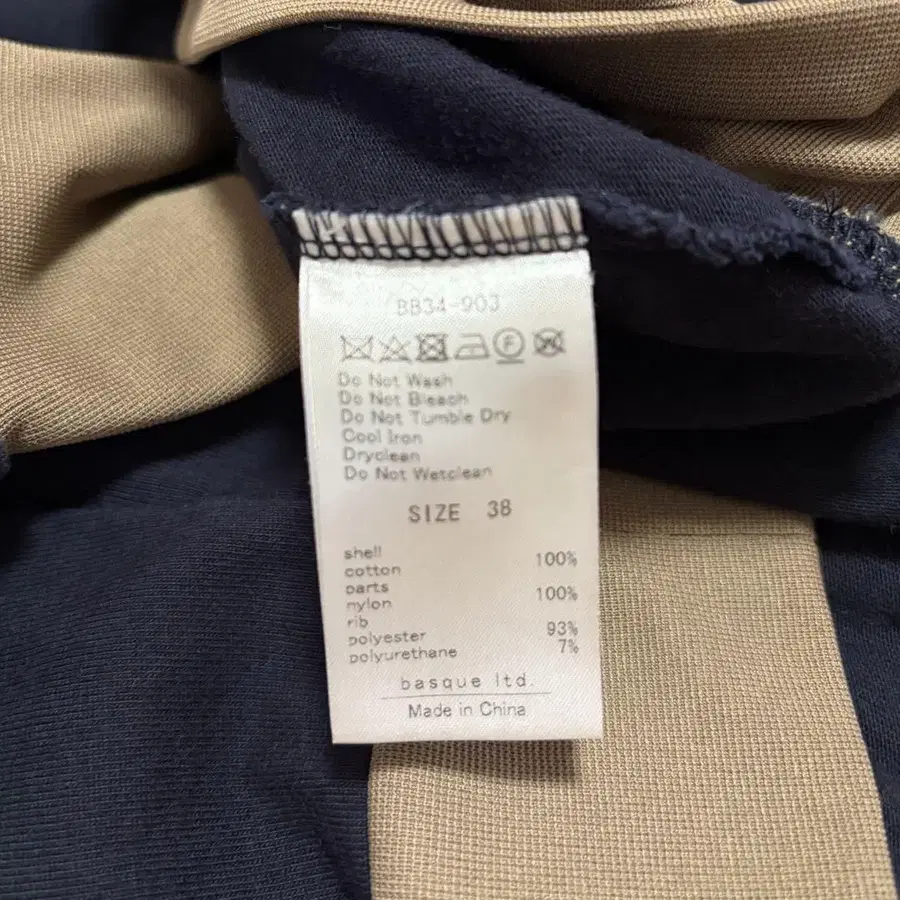 BB34-903
Do Not Wash
Do Not Bleach
Do Not Tumble Dry
Cool Iron
Dryclean
Do Not Wetclean
SIZE 38
shell
cotton 100%
parts
nylon 100%
rib
polyester 93%
polyurethane 7%
basque ltd.
Made in China